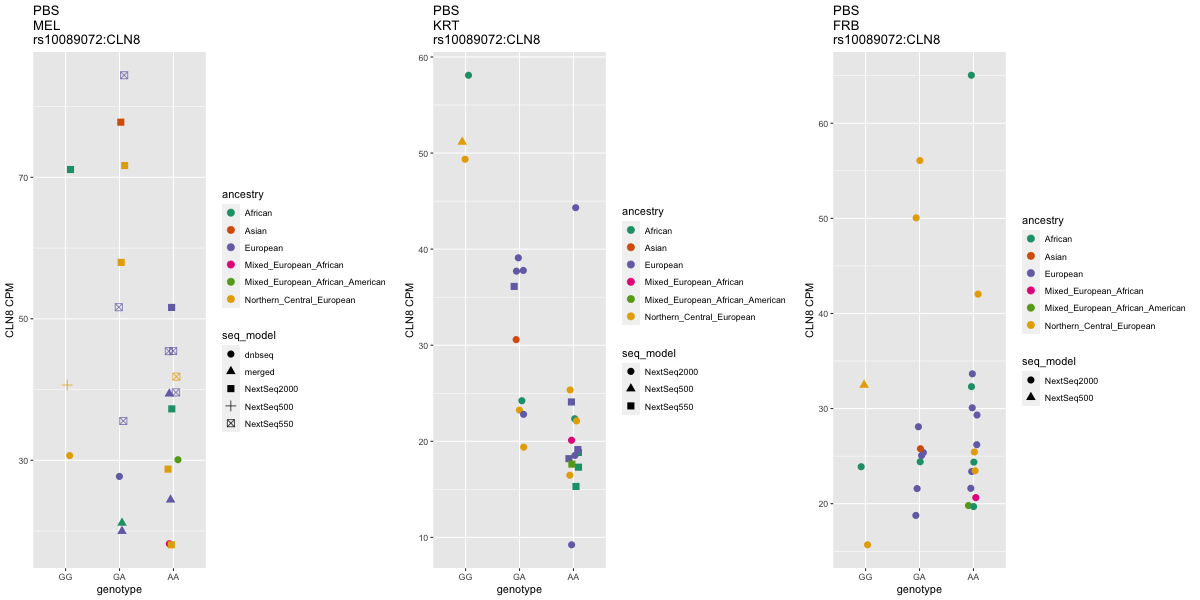 PBS
MEL
rs10089072:CLN8
70
50
30
CLN8 CPM
GG
GA
AA
genotype
ancestry
African
Asian
European
Mixed_European_African
Mixed_European_African_American
Northern_Central_European
seq_model
dnbseq
merged
NextSeq2000
NextSeq500
NextSeq550
PBS
KRT
rs10089072:CLN8
60
50
40
30
20
10
CLN8 CPM
GG
GA
AA
genotype
ancestry
African
Asian
European
Mixed_European_African
Mixed_European_African_American
Northern_Central_European
seq_model
NextSeq2000
NextSeq500
NextSeq550
PBS
FRB
rs10089072:CLN8
60
50
40
30
20
CLN8 CPM
GG
GA
AA
genotype
ancestry
African
Asian
European
Mixed_European_African
Mixed_European_African_American
Northern_Central_European
seq_model
NextSeq2000
NextSeq500